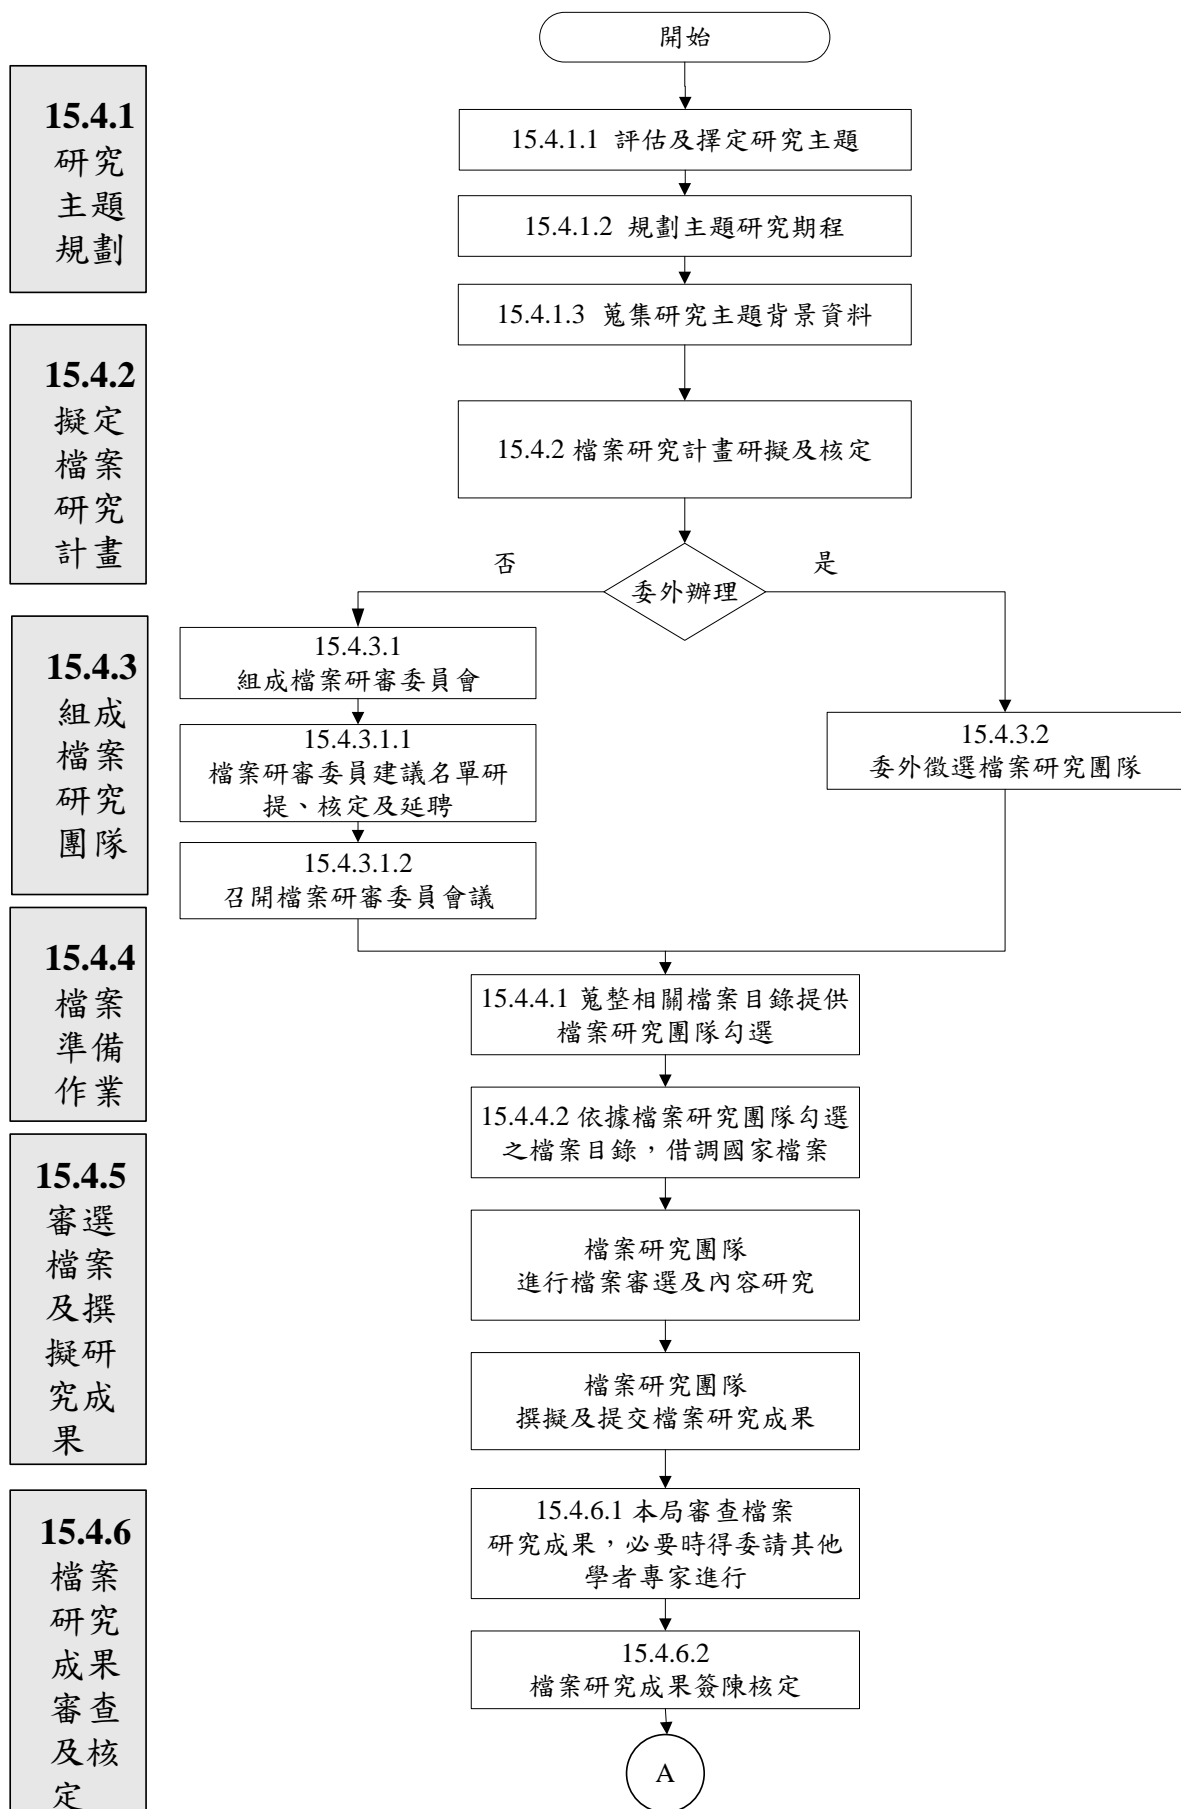 開始
15.4.1
研究
主題
規劃
15.4.1.1 評估及擇定研究主題
15.4.1.2 規劃主題研究期程
15.4.1.3 蒐集研究主題背景資料
15.4.2
擬定
檔案
研究
計畫
15.4.2 檔案研究計畫研擬及核定
委外辦理
否
是
15.4.3
組成
檔案
研究
團隊
15.4.3.1
組成檔案研審委員會
15.4.3.1.1
檔案研審委員建議名單研
提、核定及延聘
15.4.3.1.2
召開檔案研審委員會議
15.4.3.2
委外徵選檔案研究團隊
15.4.4
檔案
準備
作業
15.4.4.1 蒐整相關檔案目錄提供
檔案研究團隊勾選
15.4.4.2 依據檔案研究團隊勾選
之檔案目錄，借調國家檔案
15.4.5
審選
檔案
及撰
擬研
究成
果
檔案研究團隊
進行檔案審選及內容研究
檔案研究團隊
撰擬及提交檔案研究成果
15.4.6
檔案
研究
成果
審查
及核
定
15.4.6.1 本局審查檔案
研究成果，必要時得委請其他
學者專家進行
15.4.6.2
檔案研究成果簽陳核定
A